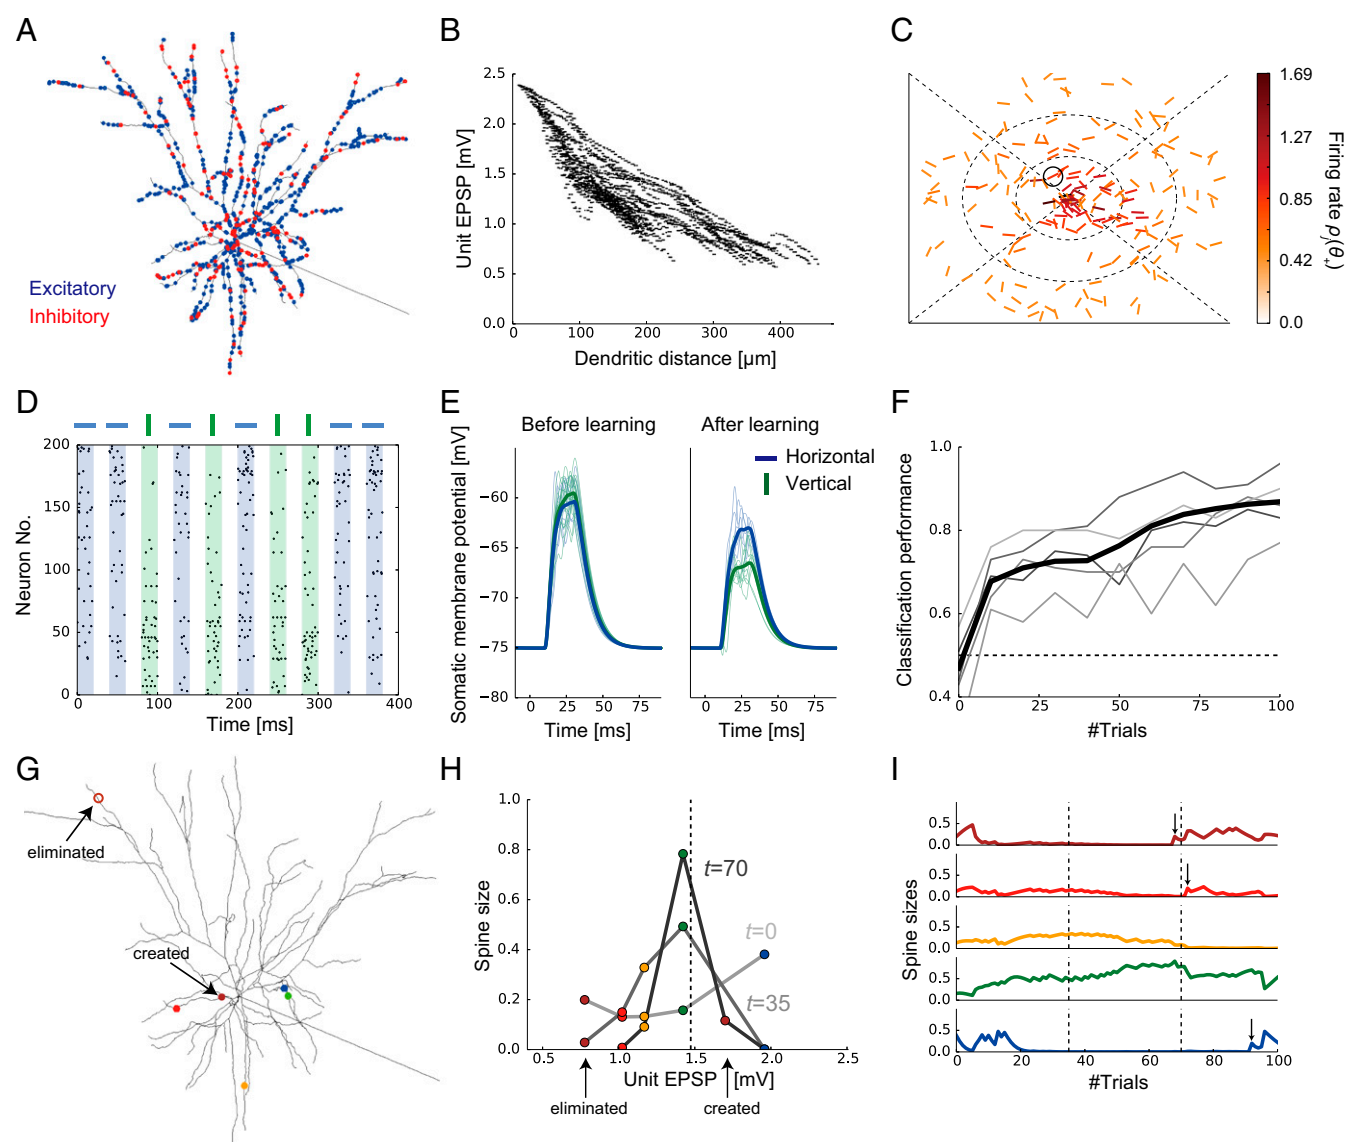 A
Excitatory
Inhibitory
B
Unit EPSP [mV]
2.5
2.0
1.5
1.0
0.5
0.0
0
100
200
300
400
Dendritic distance [µm]
C
1.69
1.27
0.85
0.42
0.0
Firing rate ρj(θ+)
D
Neuron No.
200
150
100
50
0
0
100
200
300
400
Time [ms]
E
Before learning
After learning
Horizontal
Vertical
Somatic membrane potential [mV]
−60
−65
−70
−75
−80
0
25
50
75
0
25
50
75
Time [ms]
Time [ms]
F
Classification performance
1.0
0.8
0.6
0.4
0
25
50
75
100
#Trials
G
eliminated
created
H
Spine size
1.0
0.8
0.6
0.4
0.2
0.0
t=70
t=0
t=35
0.5
1.0
1.5
2.0
2.5
Unit EPSP [mV]
eliminated
created
I
Spine sizes
0.5
0.0
0.5
0.0
0.5
0.0
0.5
0.0
0.5
0.0
0
20
40
60
80
100
#Trials